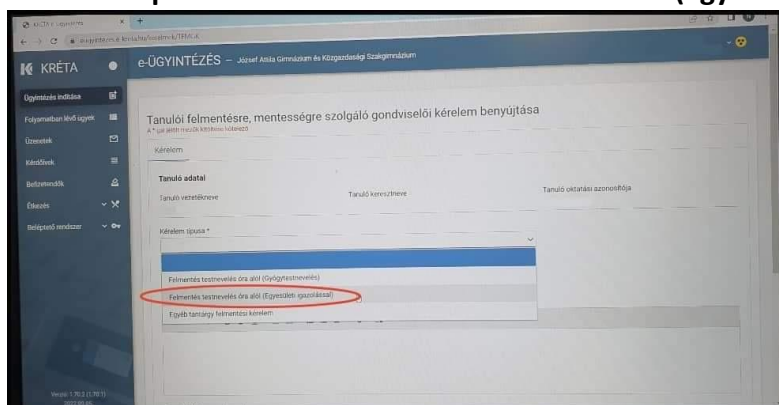 KRÉTA
e-ÜGYINTÉZÉS – József Attila Gimnázium és Közgazdasági Szakgimnázium
Ügyintézés indítása
Folyamatban lévő ügyek
Üzenetek
Kérdőívek
Befizetendők
Étkezés
Beléptető rendszer
Tanulói felmentésre, mentességre szolgáló gondviselői kérelem benyújtása
Kérelem
Tanuló adatai
Tanuló vezetékneve Tanuló keresztneve Tanuló oktatási azonosítója
Kérelem típusa *
Felmentés testnevelés óra alól (Gyógytestnevelés)
Felmentés testnevelés óra alól (Egyesületi igazolással)
Egyéb tantárgy felmentési kérelem